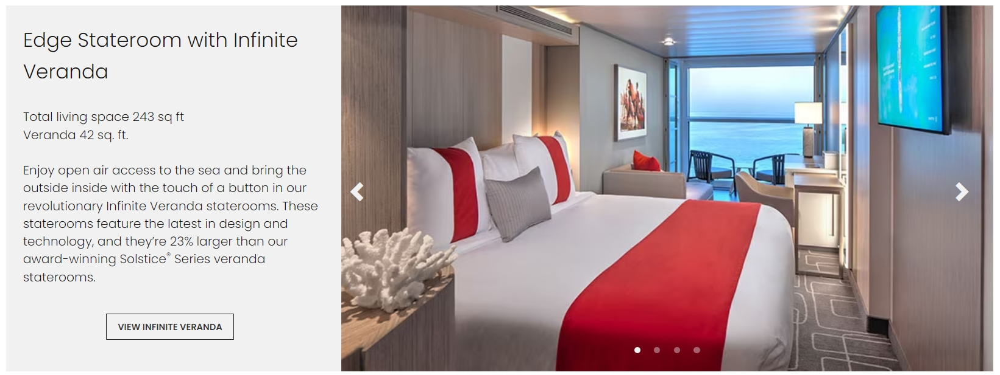 Edge Stateroom with Infinite
Veranda
Total living space 243 sq ft
Veranda 42 sq. ft.
Enjoy open air access to the sea and bring the
outside inside with the touch of a button in our
revolutionary Infinite Veranda staterooms. These
staterooms feature the latest in design and
technology, and they’re 23% larger than our
award-winning Solstice® Series veranda
staterooms.
VIEW INFINITE VERANDA